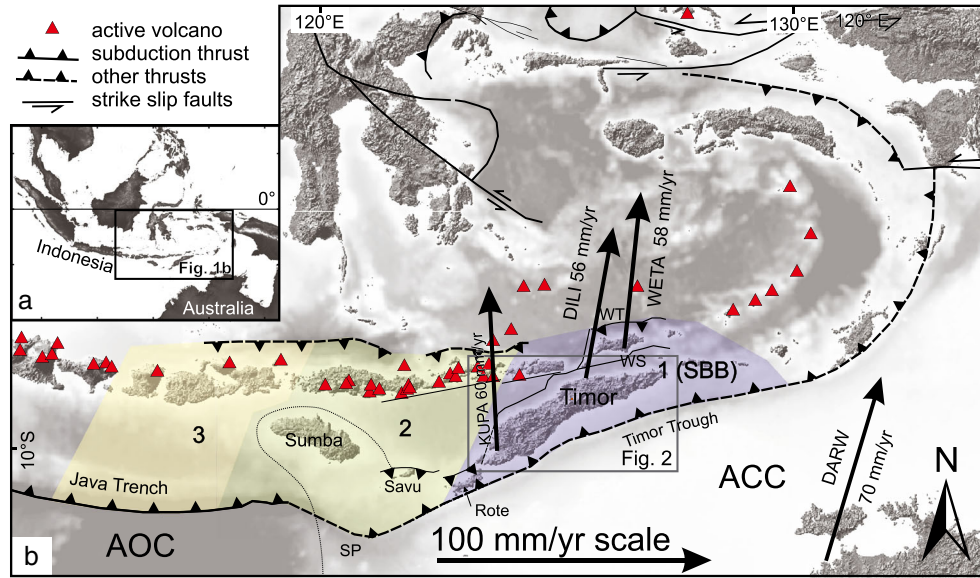 active volcano
subduction thrust
other thrusts
strike slip faults
120°E
130°E
120°E
0°
Indonesia
Fig. 1b
Australia
a
DILI 56 mm/yr
WETA 58 mm/yr
WT
WS
KUPA 60 mm/yr
1 (SBB)
Timor
3
2
Sumba
Timor Trough
Fig. 2
10°S
Java Trench
Savu
Rote
ACC
DARW
70 mm/yr
N
AOC
SP
100 mm/yr scale
b